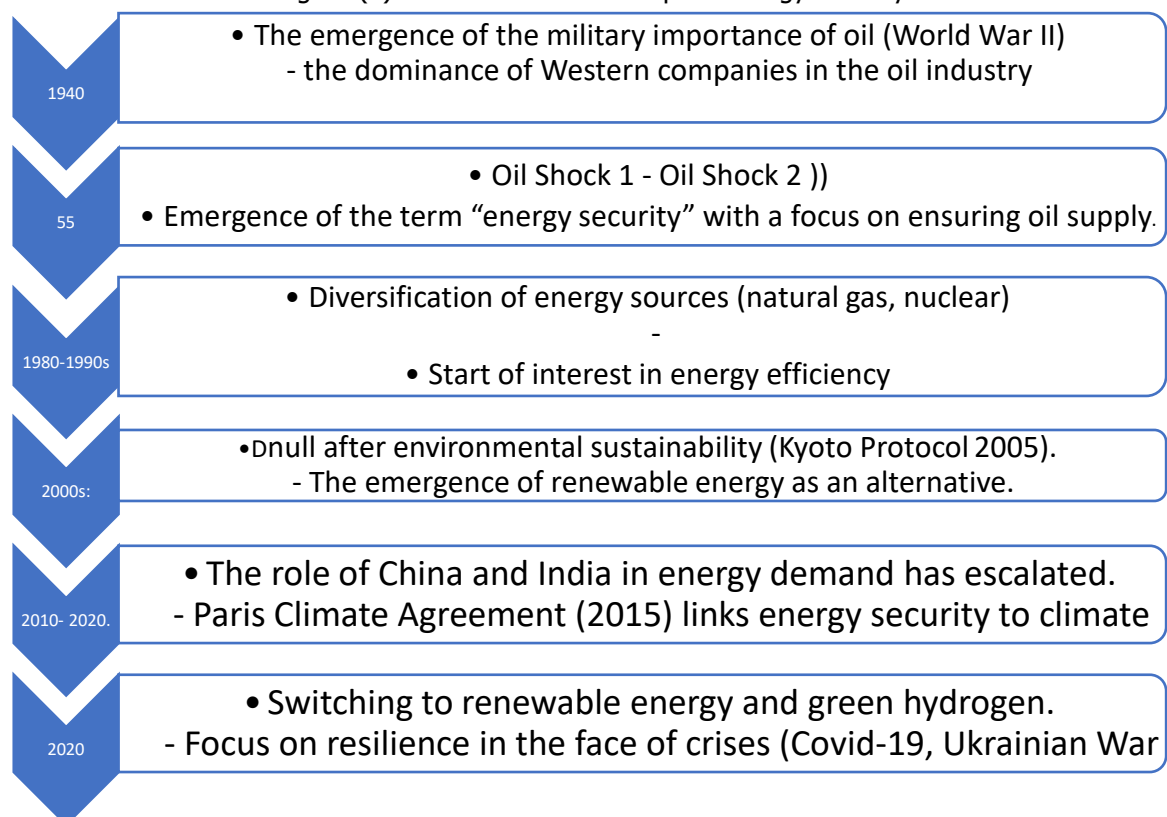 1940
• The emergence of the military importance of oil (World War II)
- the dominance of Western companies in the oil industry
55
• Oil Shock 1 - Oil Shock 2 ))
• Emergence of the term “energy security” with a focus on ensuring oil supply.
1980-1990s
• Diversification of energy sources (natural gas, nuclear)
-
• Start of interest in energy efficiency
2000s:
•Dnull after environmental sustainability (Kyoto Protocol 2005).
- The emergence of renewable energy as an alternative.
2010- 2020.
• The role of China and India in energy demand has escalated.
- Paris Climate Agreement (2015) links energy security to climate
2020
• Switching to renewable energy and green hydrogen.
- Focus on resilience in the face of crises (Covid-19, Ukrainian War